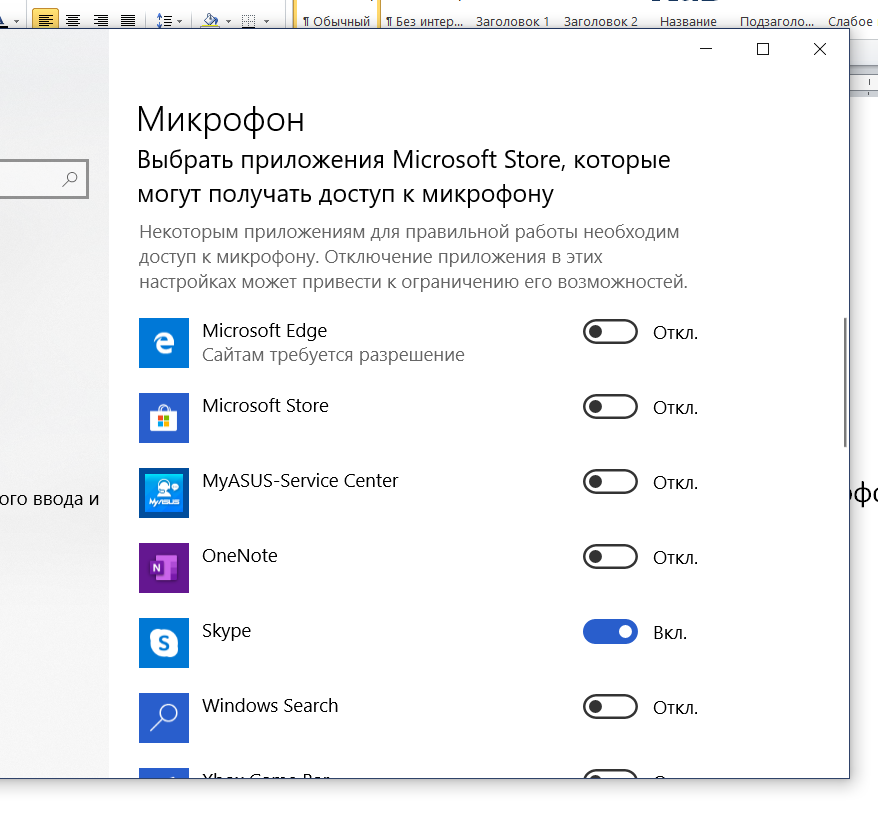 ¶ Обычный ¶ Без интер... Заголовок 1 Заголовок 2 Название Подзаголо... Слабое
Микрофон
Выбрать приложения Microsoft Store, которые
могут получать доступ к микрофону
Некоторым приложениям для правильной работы необходим
доступ к микрофону. Отключение приложения в этих
настройках может привести к ограничению его возможностей.
Microsoft Edge Откл.
Сайтам требуется разрешение
Microsoft Store Откл.
MyASUS-Service Center Откл.
MyASUS
ого ввода и
OneNote Откл.
N
Skype Вкл.
S
Windows Search Откл.
Xbox Game Bar